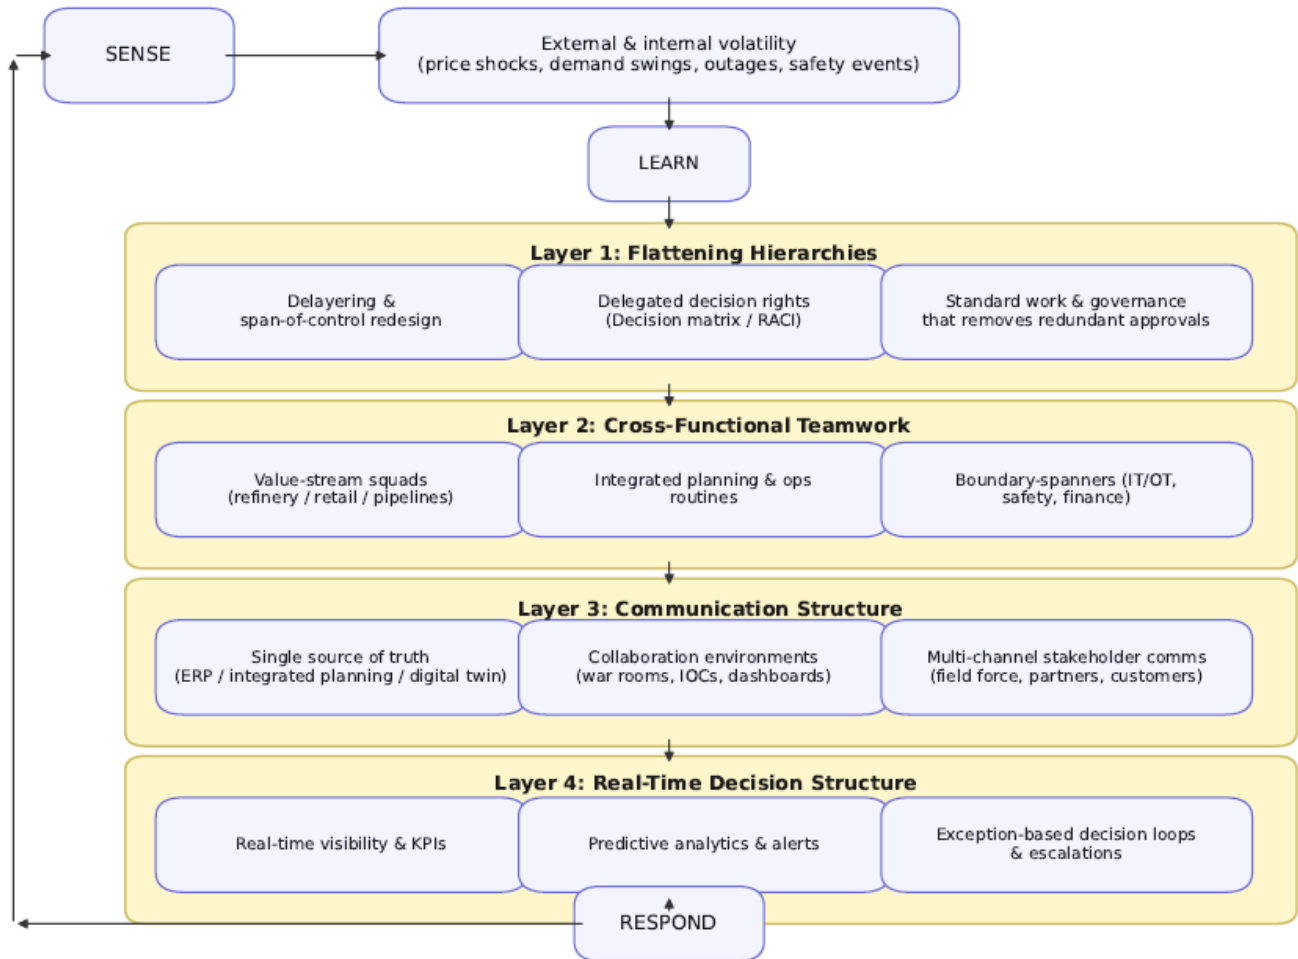 SENSE
External & internal volatility
(price shocks, demand swings, outages, safety events)
LEARN
Layer 1: Flattening Hierarchies
Delayering &
span-of-control redesign
Delegated decision rights
(Decision matrix / RACI)
Standard work & governance
that removes redundant approvals
Layer 2: Cross-Functional Teamwork
Value-stream squads
(refinery / retail / pipelines)
Integrated planning & ops
routines
Boundary-spanners (IT/OT,
safety, finance)
Layer 3: Communication Structure
Single source of truth
(ERP / integrated planning / digital twin)
Collaboration environments
(war rooms, IOCs, dashboards)
Multi-channel stakeholder comms
(field force, partners, customers)
Layer 4: Real-Time Decision Structure
Real-time visibility & KPIs
Predictive analytics & alerts
Exception-based decision loops
& escalations
RESPOND